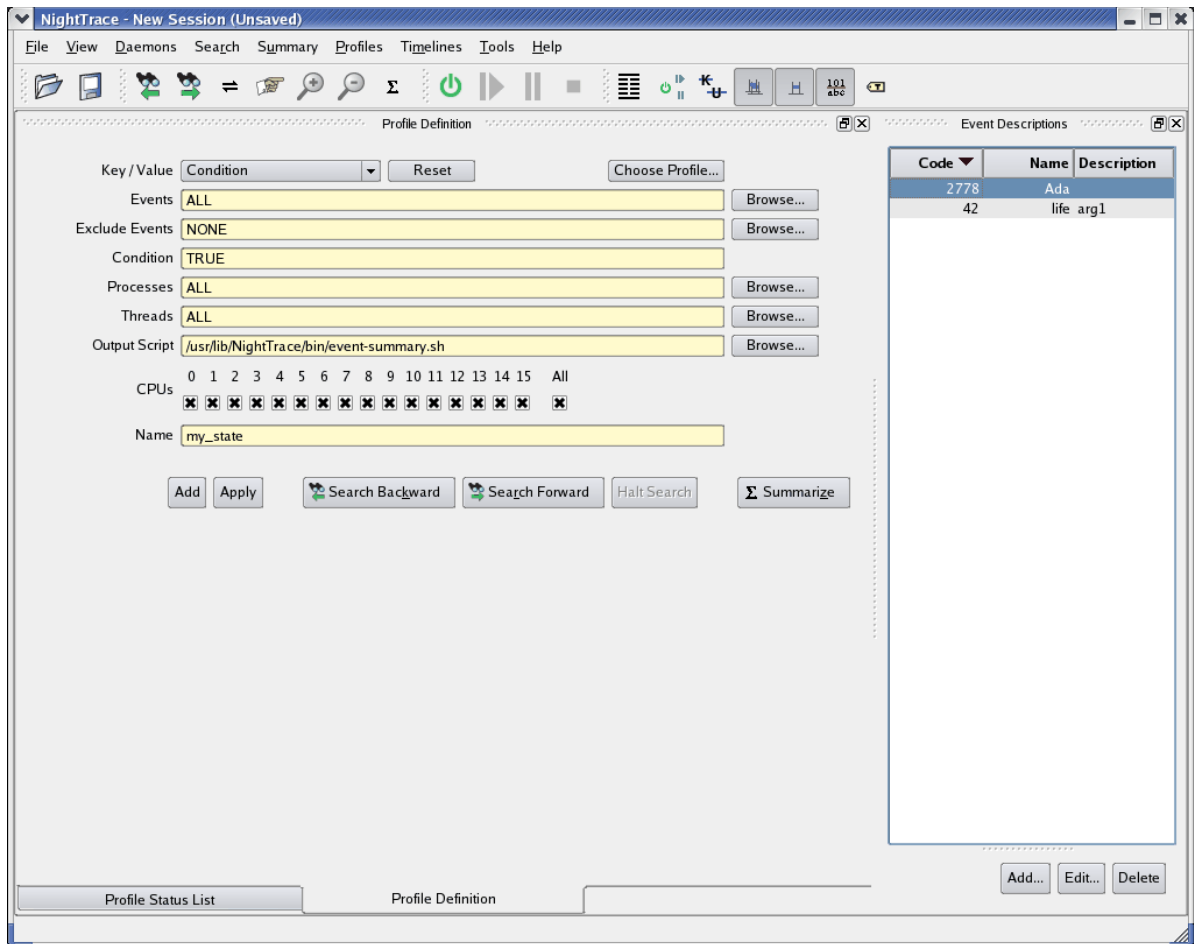 NightTrace - New Session (Unsaved)
File View Daemons Search Summary Profiles Timelines Tools Help
Σ K U 101 abc T
Profile Definition
Key / Value Condition Reset Choose Profile...
Events ALL Browse...
Exclude Events NONE Browse...
Condition TRUE
Processes ALL Browse...
Threads ALL Browse...
Output Script /usr/lib/NightTrace/bin/event-summary.sh Browse...
CPUs 0 1 2 3 4 5 6 7 8 9 10 11 12 13 14 15 All
Name my_state
Add Apply Search Backward Search Forward Halt Search Σ Summarize
Profile Status List Profile Definition
Event Descriptions
Code Name Description
2778 Ada
42 life arg1
Add... Edit... Delete